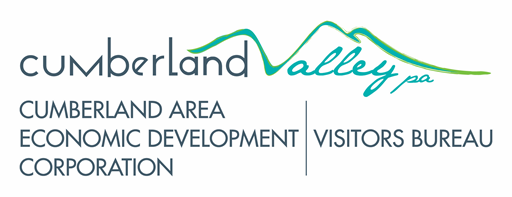 cumberland Valley pa
CUMBERLAND AREA
ECONOMIC DEVELOPMENT | VISITORS BUREAU
CORPORATION